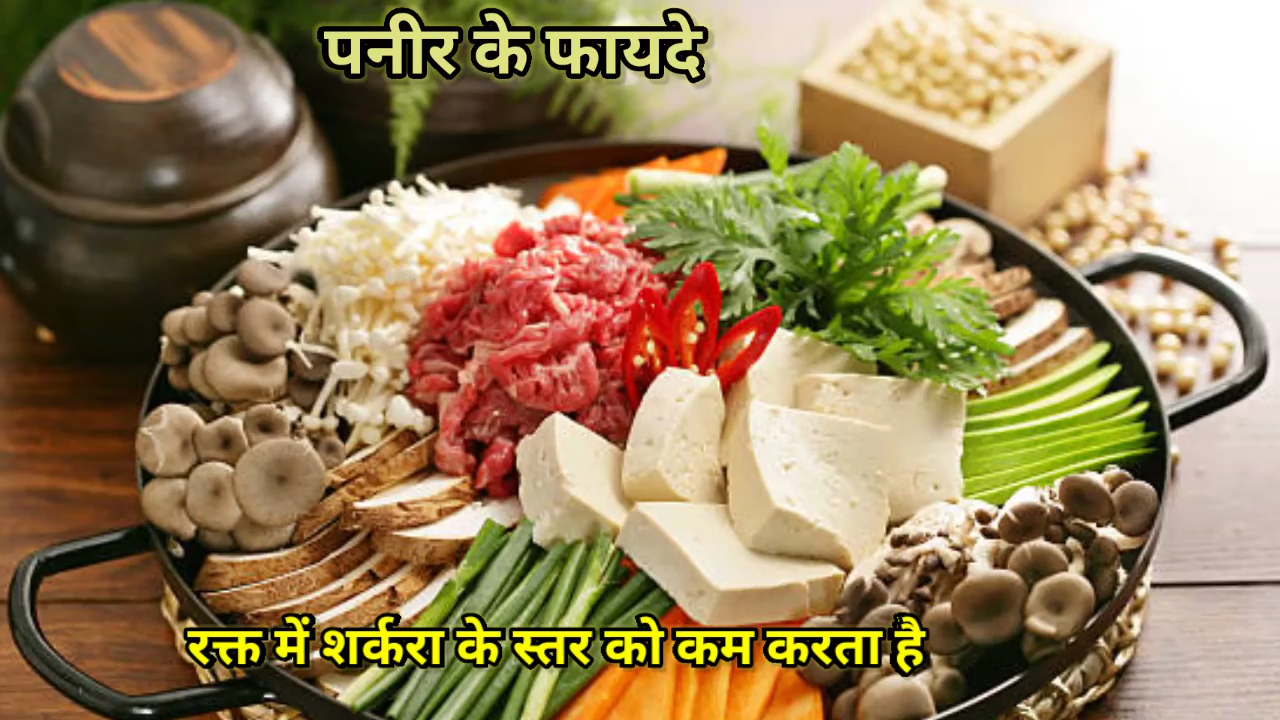 पनीर के फायदे
रक्त में शर्करा के स्तर को कम करता है